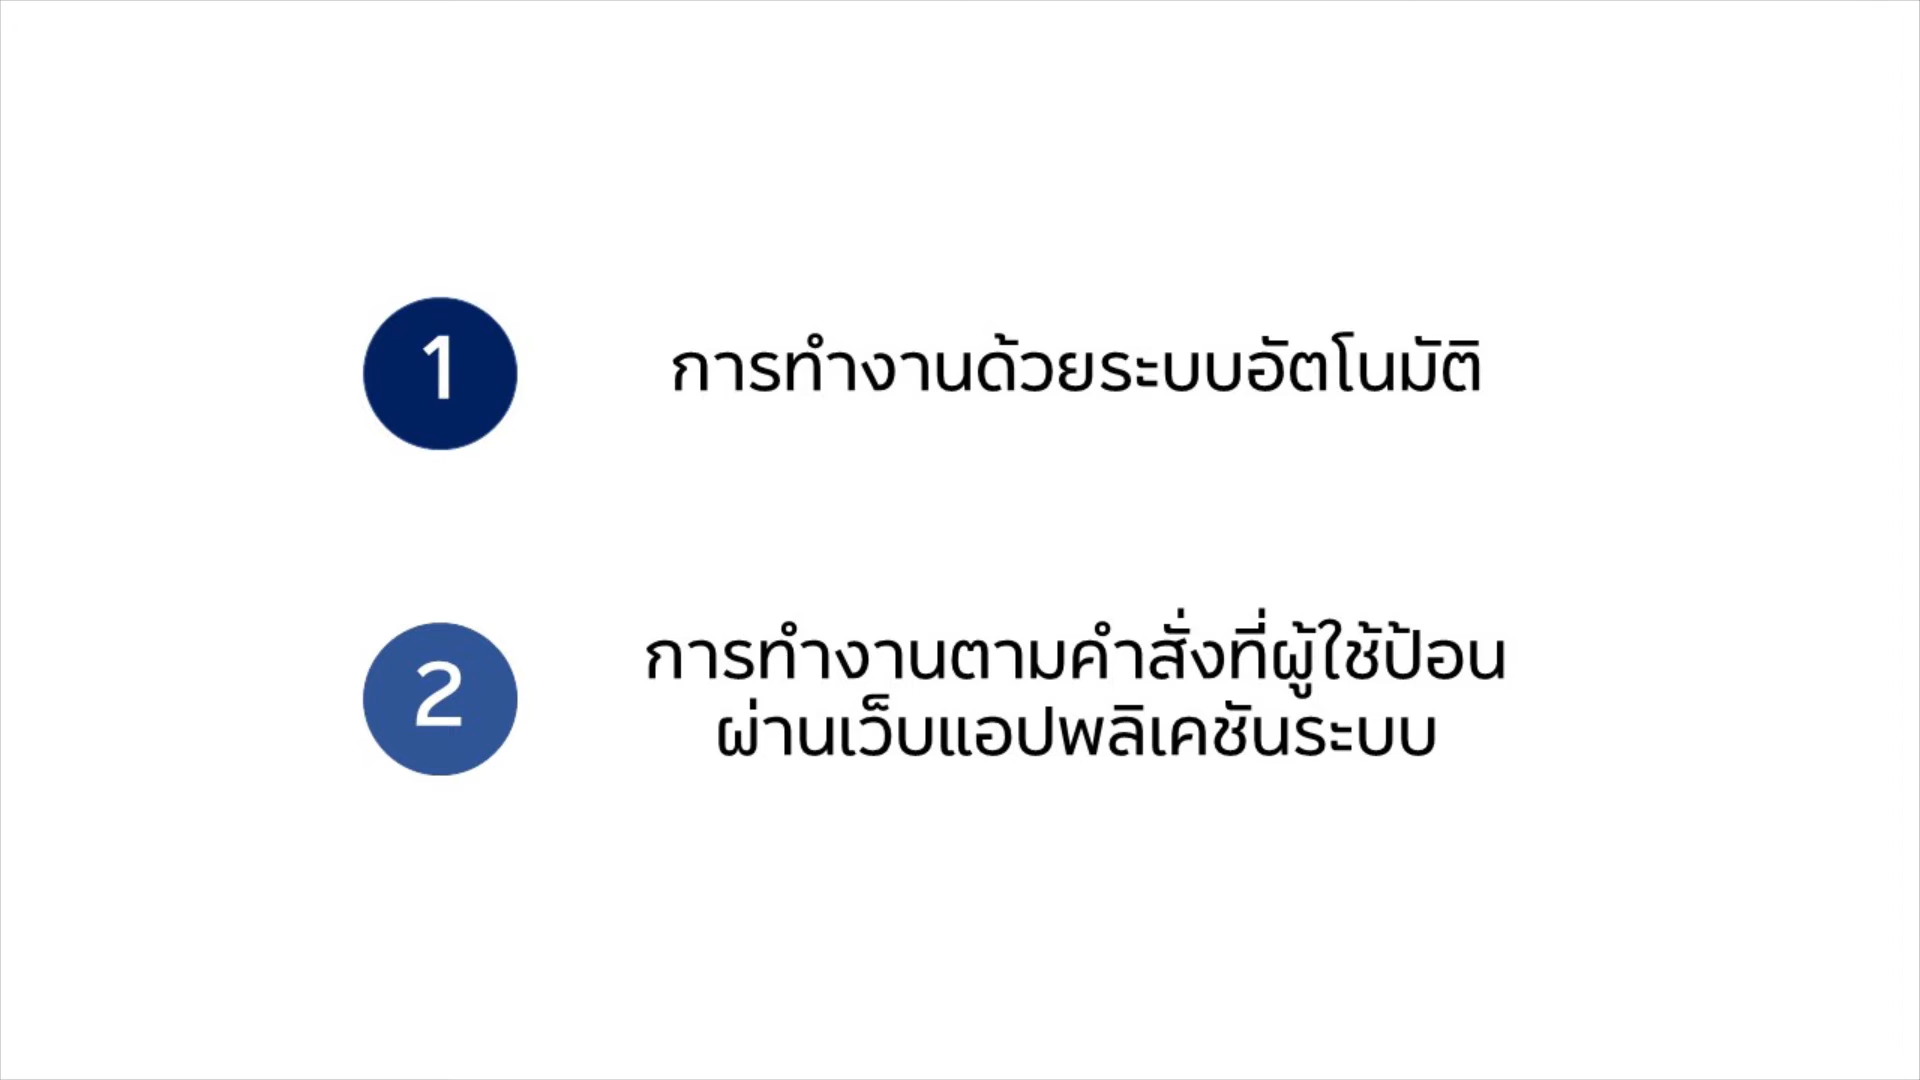 1
การทำงานด้วยระบบอัตโนมัติ
2
การทำงานตามคำสั่งที่ผู้ใช้ป้อน
ผ่านเว็บแอปพลิเคชันระบบ